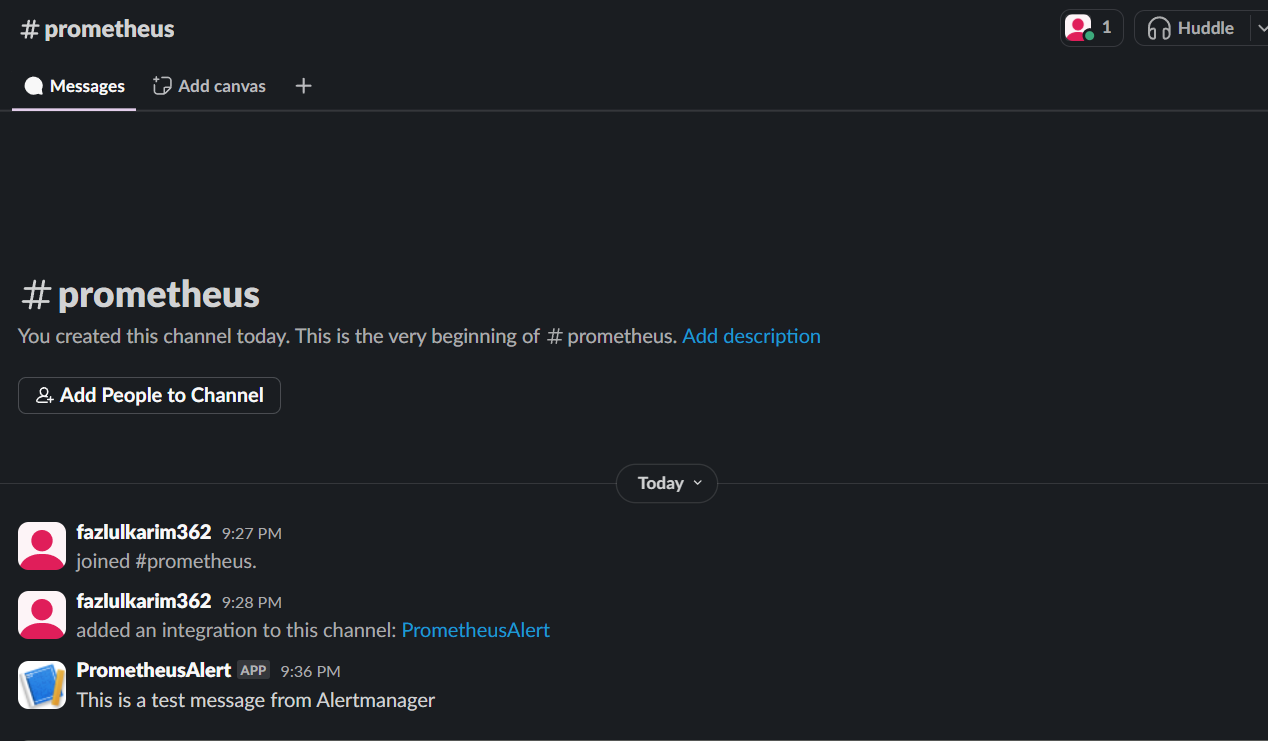 # prometheus
1
Huddle
Messages
Add canvas
+
# prometheus
You created this channel today. This is the very beginning of # prometheus. Add description
Add People to Channel
Today
fazlulkarim362 9:27 PM
joined #prometheus.
fazlulkarim362 9:28 PM
added an integration to this channel: PrometheusAlert
PrometheusAlert APP 9:36 PM
This is a test message from Alertmanager